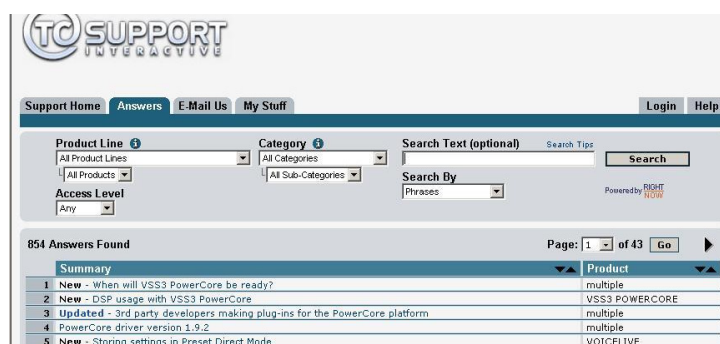 TC SUPPORT
INTERACTIVE
Support Home Answers E-Mail Us My Stuff Login Help
Product Line Category Search Text (optional) Search Tips
All Product Lines All Categories Search
All Products All Sub-Categories Search By
Access Level Phrases Powered by RIGHT NOW
Any
854 Answers Found Page: 1 of 43 Go
Summary Product
1 New - When will VSS3 PowerCore be ready? multiple
2 New - DSP usage with VSS3 PowerCore VSS3 POWERCORE
3 Updated - 3rd party developers making plug-ins for the PowerCore platform multiple
4 PowerCore driver version 1.9.2 multiple
5 New - Storing settings in Preset Direct Mode VOICELIVE